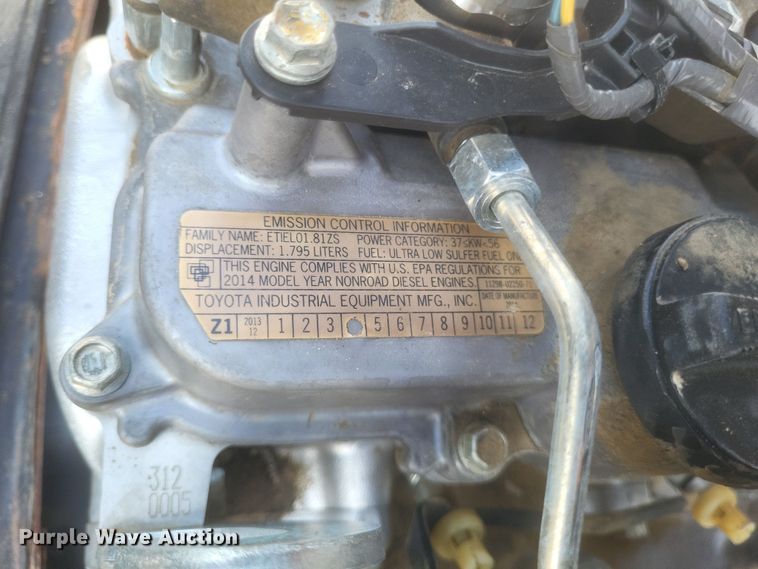 EMISSION CONTROL INFORMATION
FAMILY NAME: ETIEL01.81ZS POWER CATEGORY: 37≤KW<56
DISPLACEMENT: 1.795 LITERS FUEL: ULTRA LOW SULFER FUEL ON
THIS ENGINE COMPLIES WITH U.S. EPA REGULATIONS FOR
2014 MODEL YEAR NONROAD DIESEL ENGINES.
TOYOTA INDUSTRIAL EQUIPMENT MFG., INC.
DATE OF MANUFACTURE
Z1 2013 12 1 2 3 5 6 7 8 9 10 11 12
312
0005
Purple Wave Auction